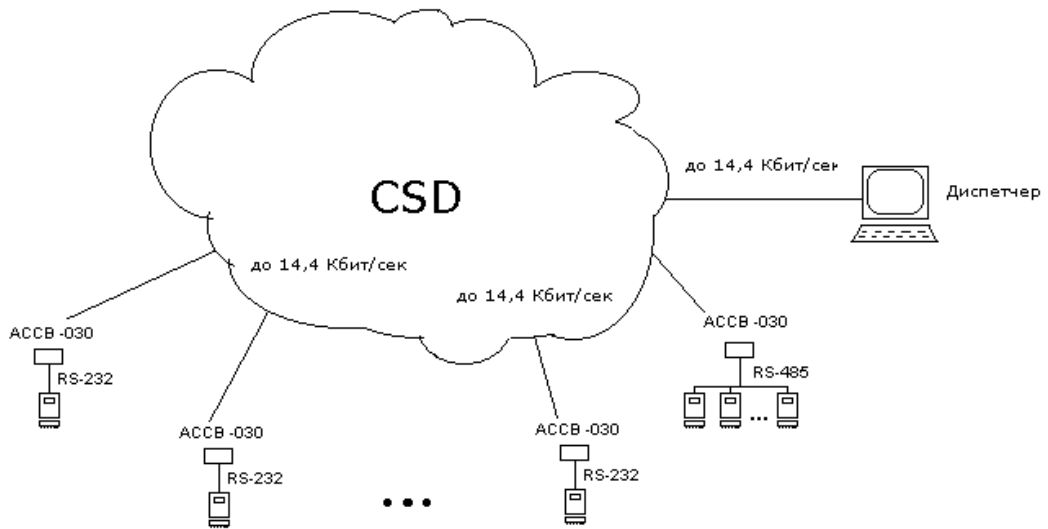 до 14,4 Кбит/сек
CSD
Диспетчер
до 14,4 Кбит/сек
до 14,4 Кбит/сек
АССВ-030
RS-232
АССВ-030
RS-485
АССВ-030
RS-232
АССВ-030
RS-232
...
...